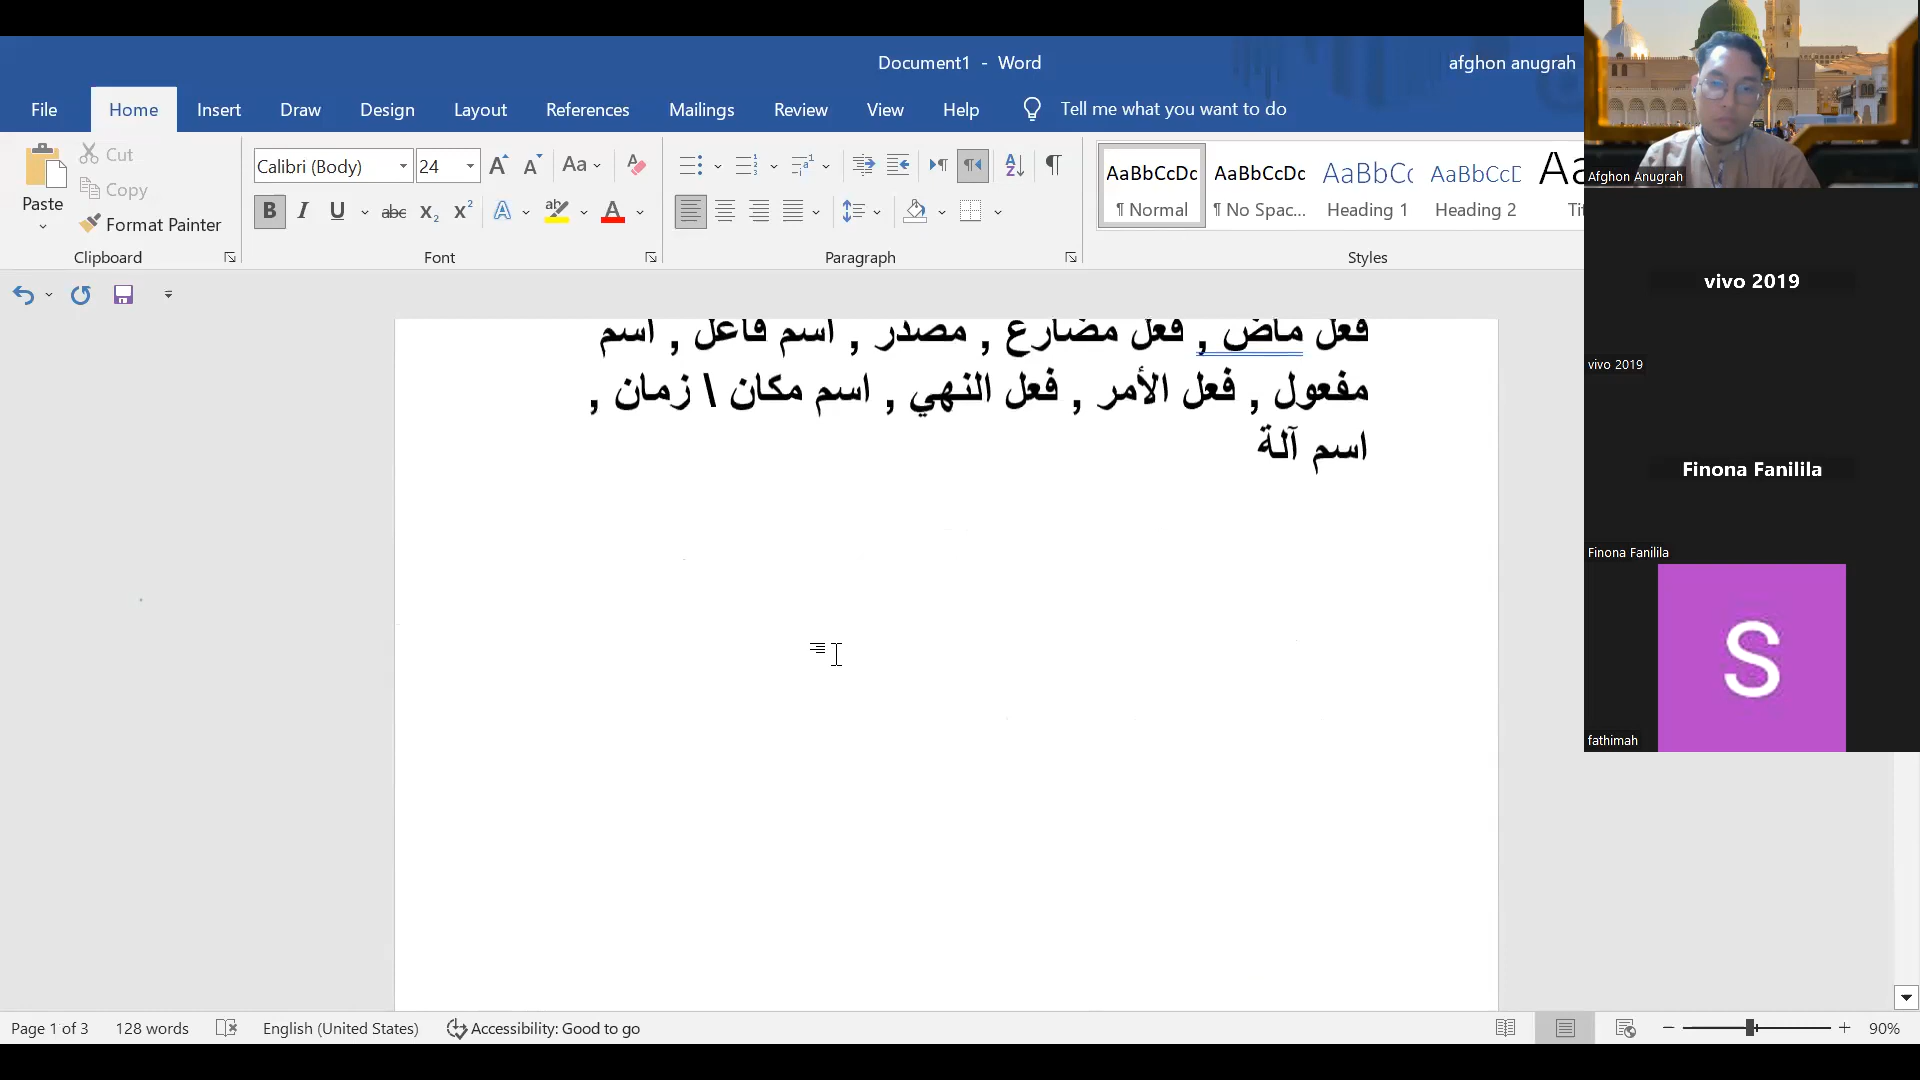 Document1 - Word
afghon anugrah
File Home Insert Draw Design Layout References Mailings Review View Help Tell me what you want to do
Paste
Cut
Copy
Format Painter
Clipboard
Calibri (Body) 24
Font
Paragraph
AaBbCcDc AaBbCcDc AaBbCc AaBbCcD
¶ Normal ¶ No Spac... Heading 1 Heading 2
Styles
فعل ماض , فعل مضارع , مصدر , اسم فاعل , اسم
مفعول , فعل الأمر , فعل النهي , اسم مكان \ زمان ,
اسم آلة
Afghon Anugrah
vivo 2019
vivo 2019
Finona Fanilila
Finona Fanilila
S
fathimah
Page 1 of 3 128 words English (United States) Accessibility: Good to go 90%